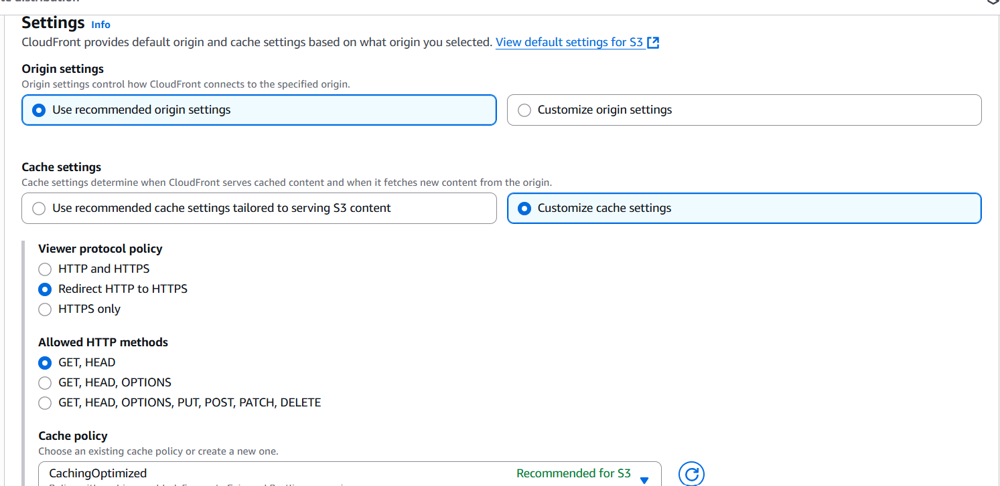 Settings Info
CloudFront provides default origin and cache settings based on what origin you selected. View default settings for S3
Origin settings
Origin settings control how CloudFront connects to the specified origin.
Use recommended origin settings
Customize origin settings
Cache settings
Cache settings determine when CloudFront serves cached content and when it fetches new content from the origin.
Use recommended cache settings tailored to serving S3 content
Customize cache settings
Viewer protocol policy
HTTP and HTTPS
Redirect HTTP to HTTPS
HTTPS only
Allowed HTTP methods
GET, HEAD
GET, HEAD, OPTIONS
GET, HEAD, OPTIONS, PUT, POST, PATCH, DELETE
Cache policy
Choose an existing cache policy or create a new one.
CachingOptimized Recommended for S3